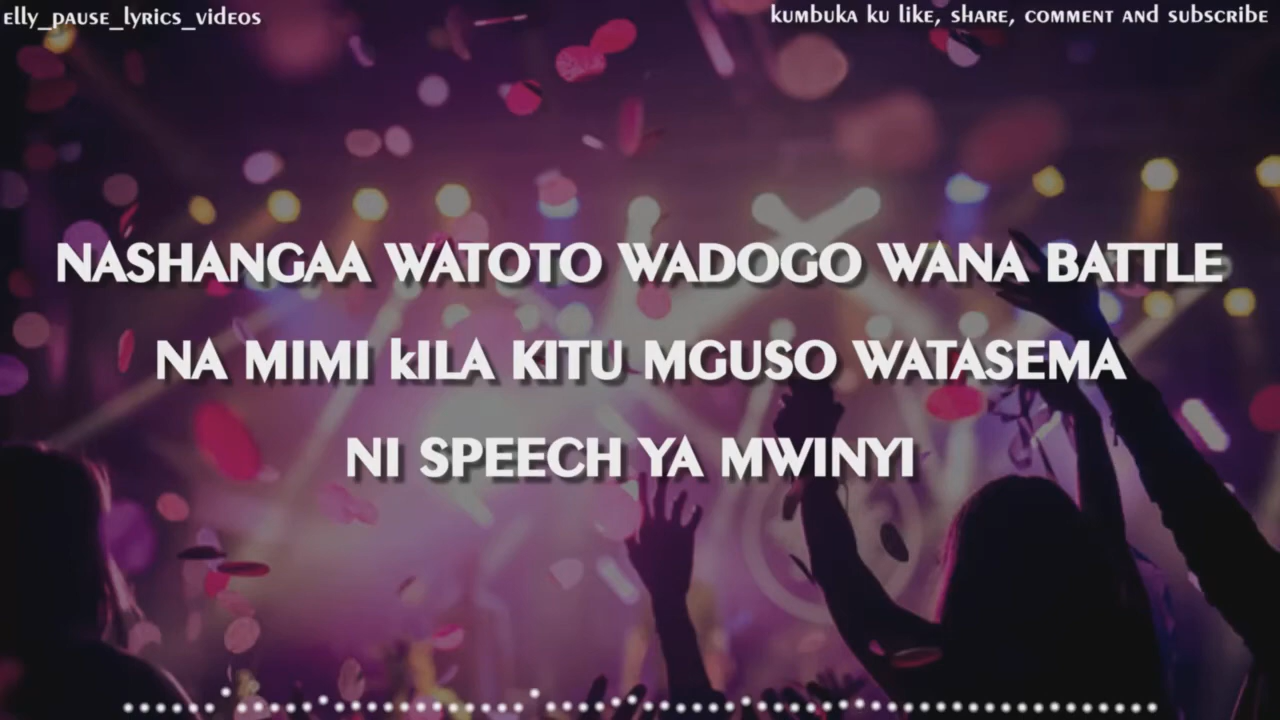 elly_pause_lyrics_videos
kumbuka ku like, share, comment and subscribe
NASHANGAA WATOTO WADOGO WANA BATTLE
NA MIMI kILA KITU MGUSO WATASEMA
NI SPEECH YA MWINYI